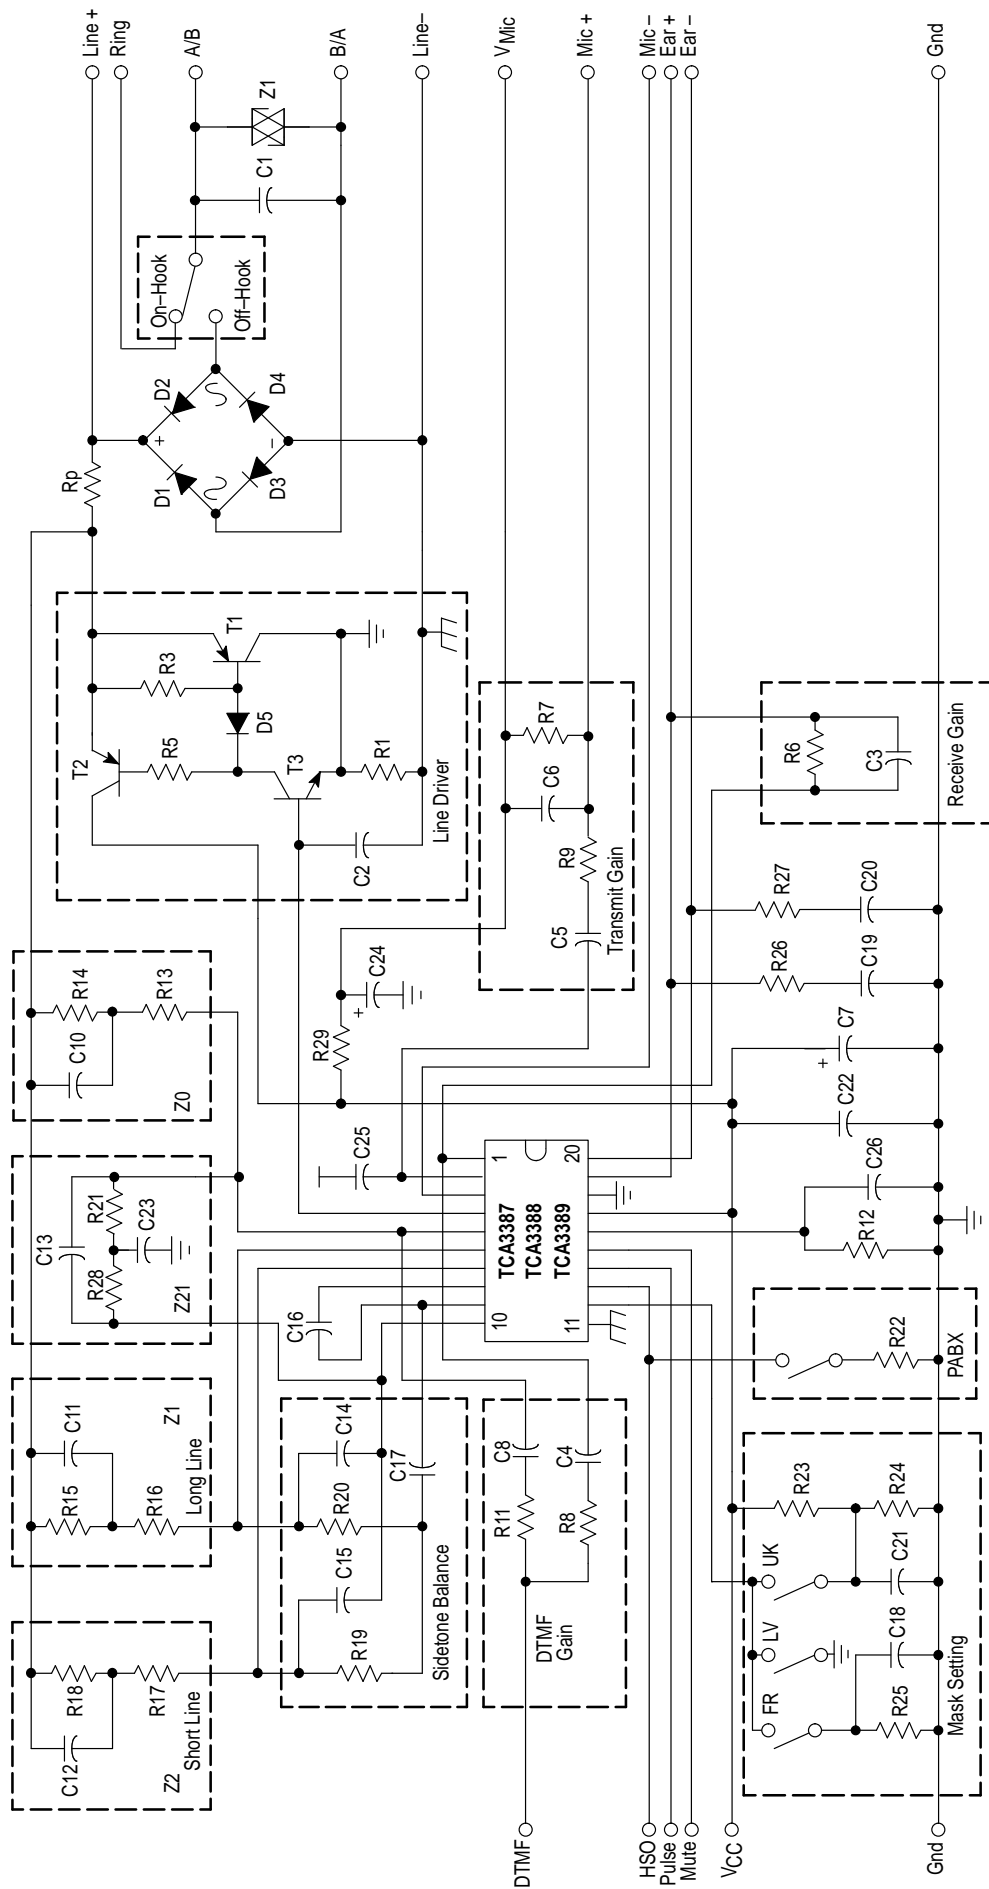 Line +
Ring
A/B
B/A
Line–
VMic
Mic +
Mic –
Ear +
Ear –
Gnd
Z1
C1
On–Hook
Off–Hook
D2
D4
D1
D3
+
–
Rp
T1
R3
D5
T2
R5
T3
R1
C2
Line Driver
R7
C6
R9
C5
Transmit Gain
R6
C3
Receive Gain
R14
R13
C10
Z0
R29
C24
+
C25
R27
C20
R26
C19
C7
+
C22
C26
R12
C13
R21
C23
R28
Z21
C16
1
20
TCA3387
TCA3388
TCA3389
10
11
R22
PABX
C11
Z1
R15
R16
Long Line
C14
C17
R20
C15
R19
Sidetone Balance
C8
C4
R11
R8
DTMF
Gain
R23
R24
UK
C21
LV
C18
FR
R25
Mask Setting
R18
R17
Short Line
C12
Z2
DTMF
HSO
Pulse
Mute
VCC
Gnd